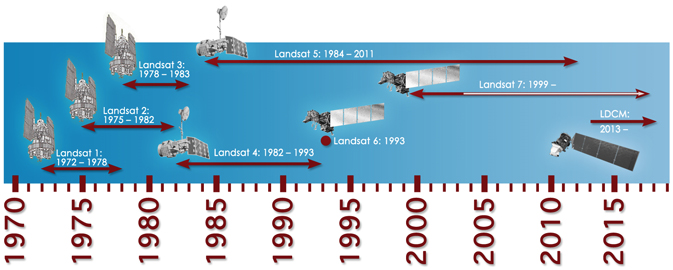 Landsat 3:
1978 – 1983
Landsat 5: 1984 – 2011
Landsat 7: 1999 –
Landsat 2:
1975 – 1982
LDCM:
2013 –
Landsat 6: 1993
Landsat 1:
1972 – 1978
Landsat 4: 1982 – 1993
1970
1975
1980
1985
1990
1995
2000
2005
2010
2015